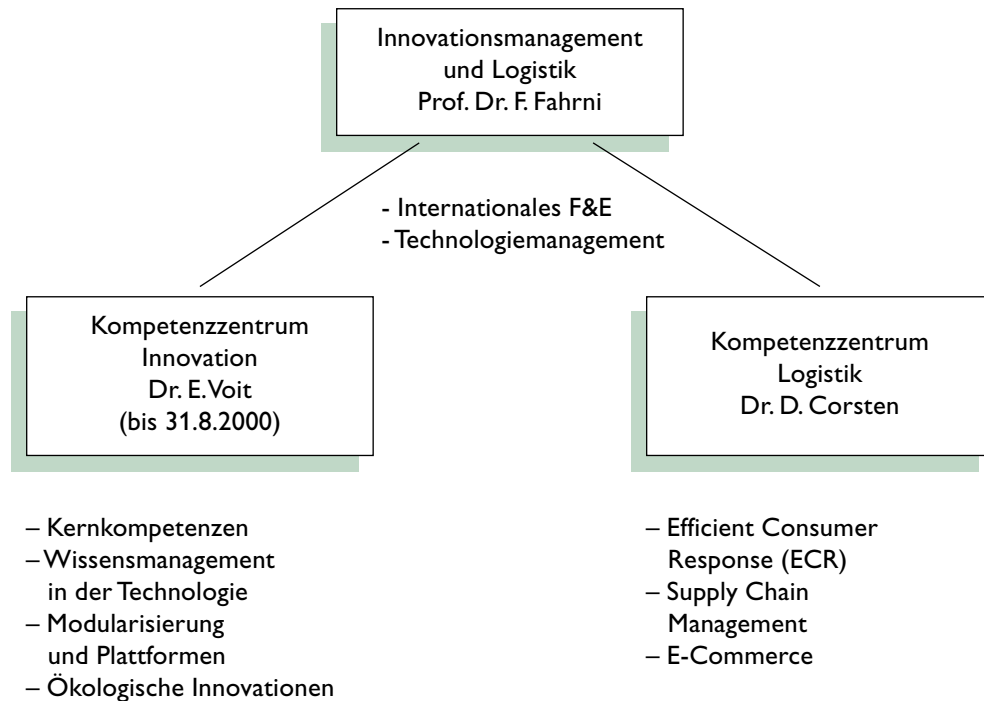 Innovationsmanagement
und Logistik
Prof. Dr. F. Fahrni
- Internationales F&E
- Technologiemanagement
Kompetenzzentrum
Innovation
Dr. E. Voit
(bis 31.8.2000)
– Kernkompetenzen
– Wissensmanagement
in der Technologie
– Modularisierung
und Plattformen
– Ökologische Innovationen
Kompetenzzentrum
Logistik
Dr. D. Corsten
– Efficient Consumer
Response (ECR)
– Supply Chain
Management
– E-Commerce